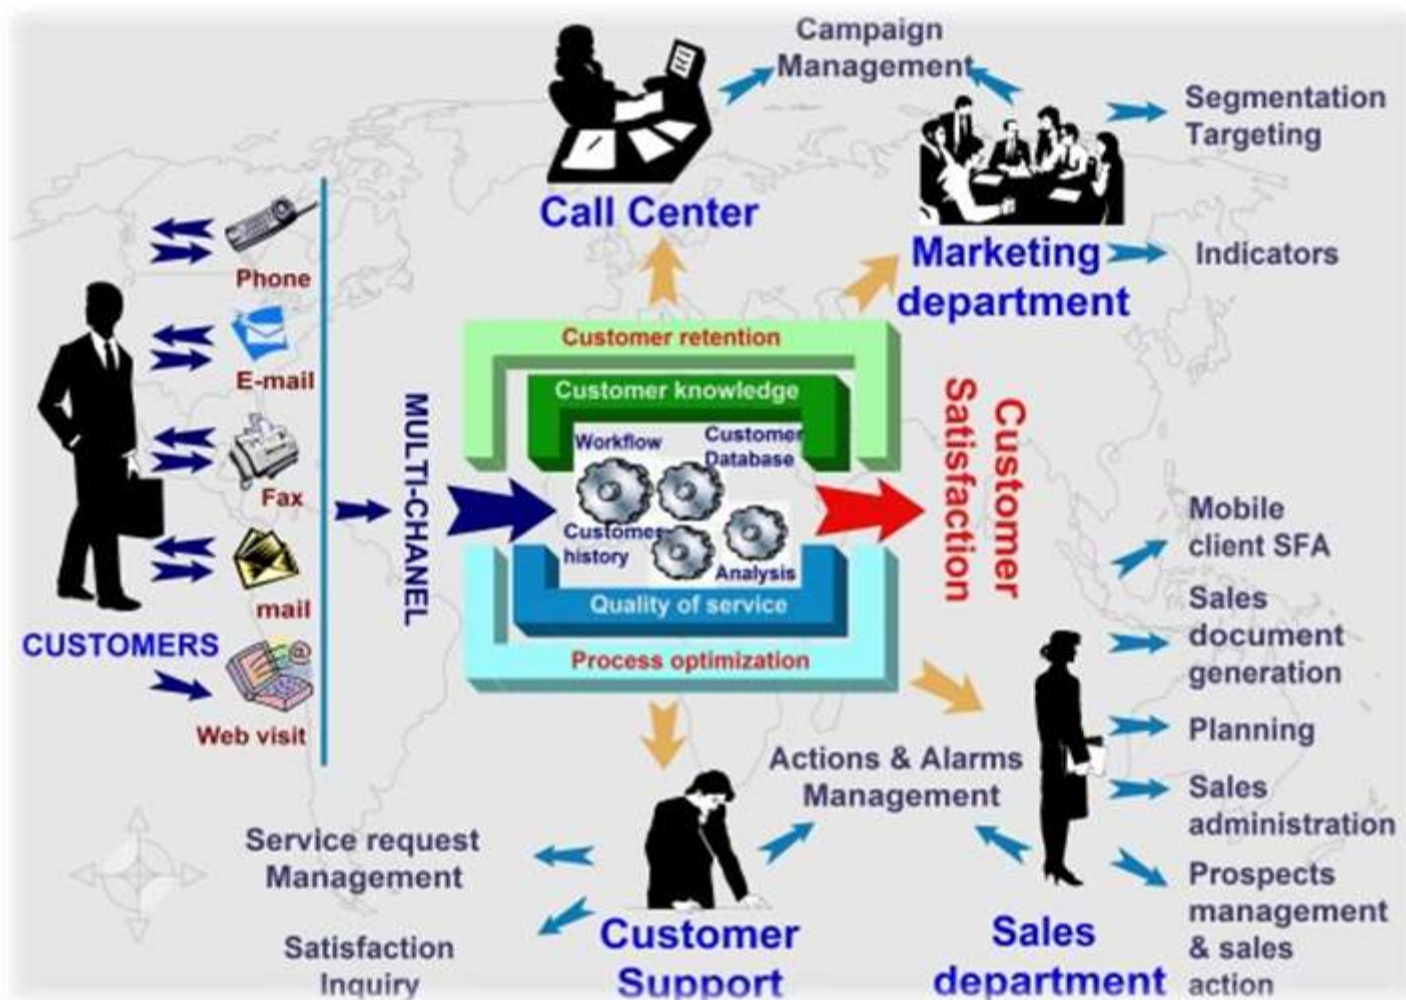 Campaign
Management
Segmentation
Targeting
Call Center
Marketing
department
Indicators
Phone
E-mail
Fax
mail
CUSTOMERS
@
Web visit
MULTI-CHANNEL
Customer retention
Customer knowledge
Workflow
Customer
Database
Customer
history
Analysis
Quality of service
Process optimization
Customer
Satisfaction
Mobile
client SFA
Sales
document
generation
Planning
Sales
administration
Prospects
management
& sales
action
Actions & Alarms
Management
Service request
Management
Satisfaction
Inquiry
Customer
Support
Sales
department